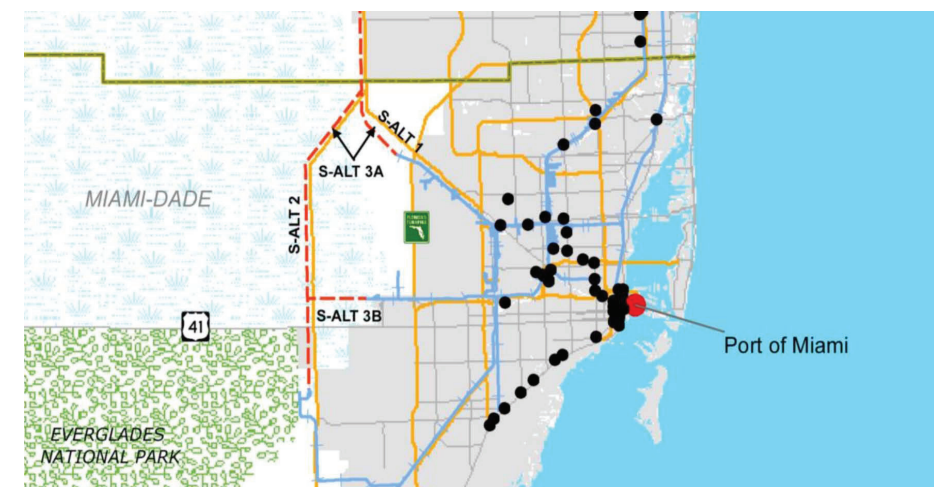 S-ALT 1
S-ALT 3A
MIAMI-DADE
S-ALT 2
S-ALT 3B
41
Port of Miami
EVERGLADES
NATIONAL PARK